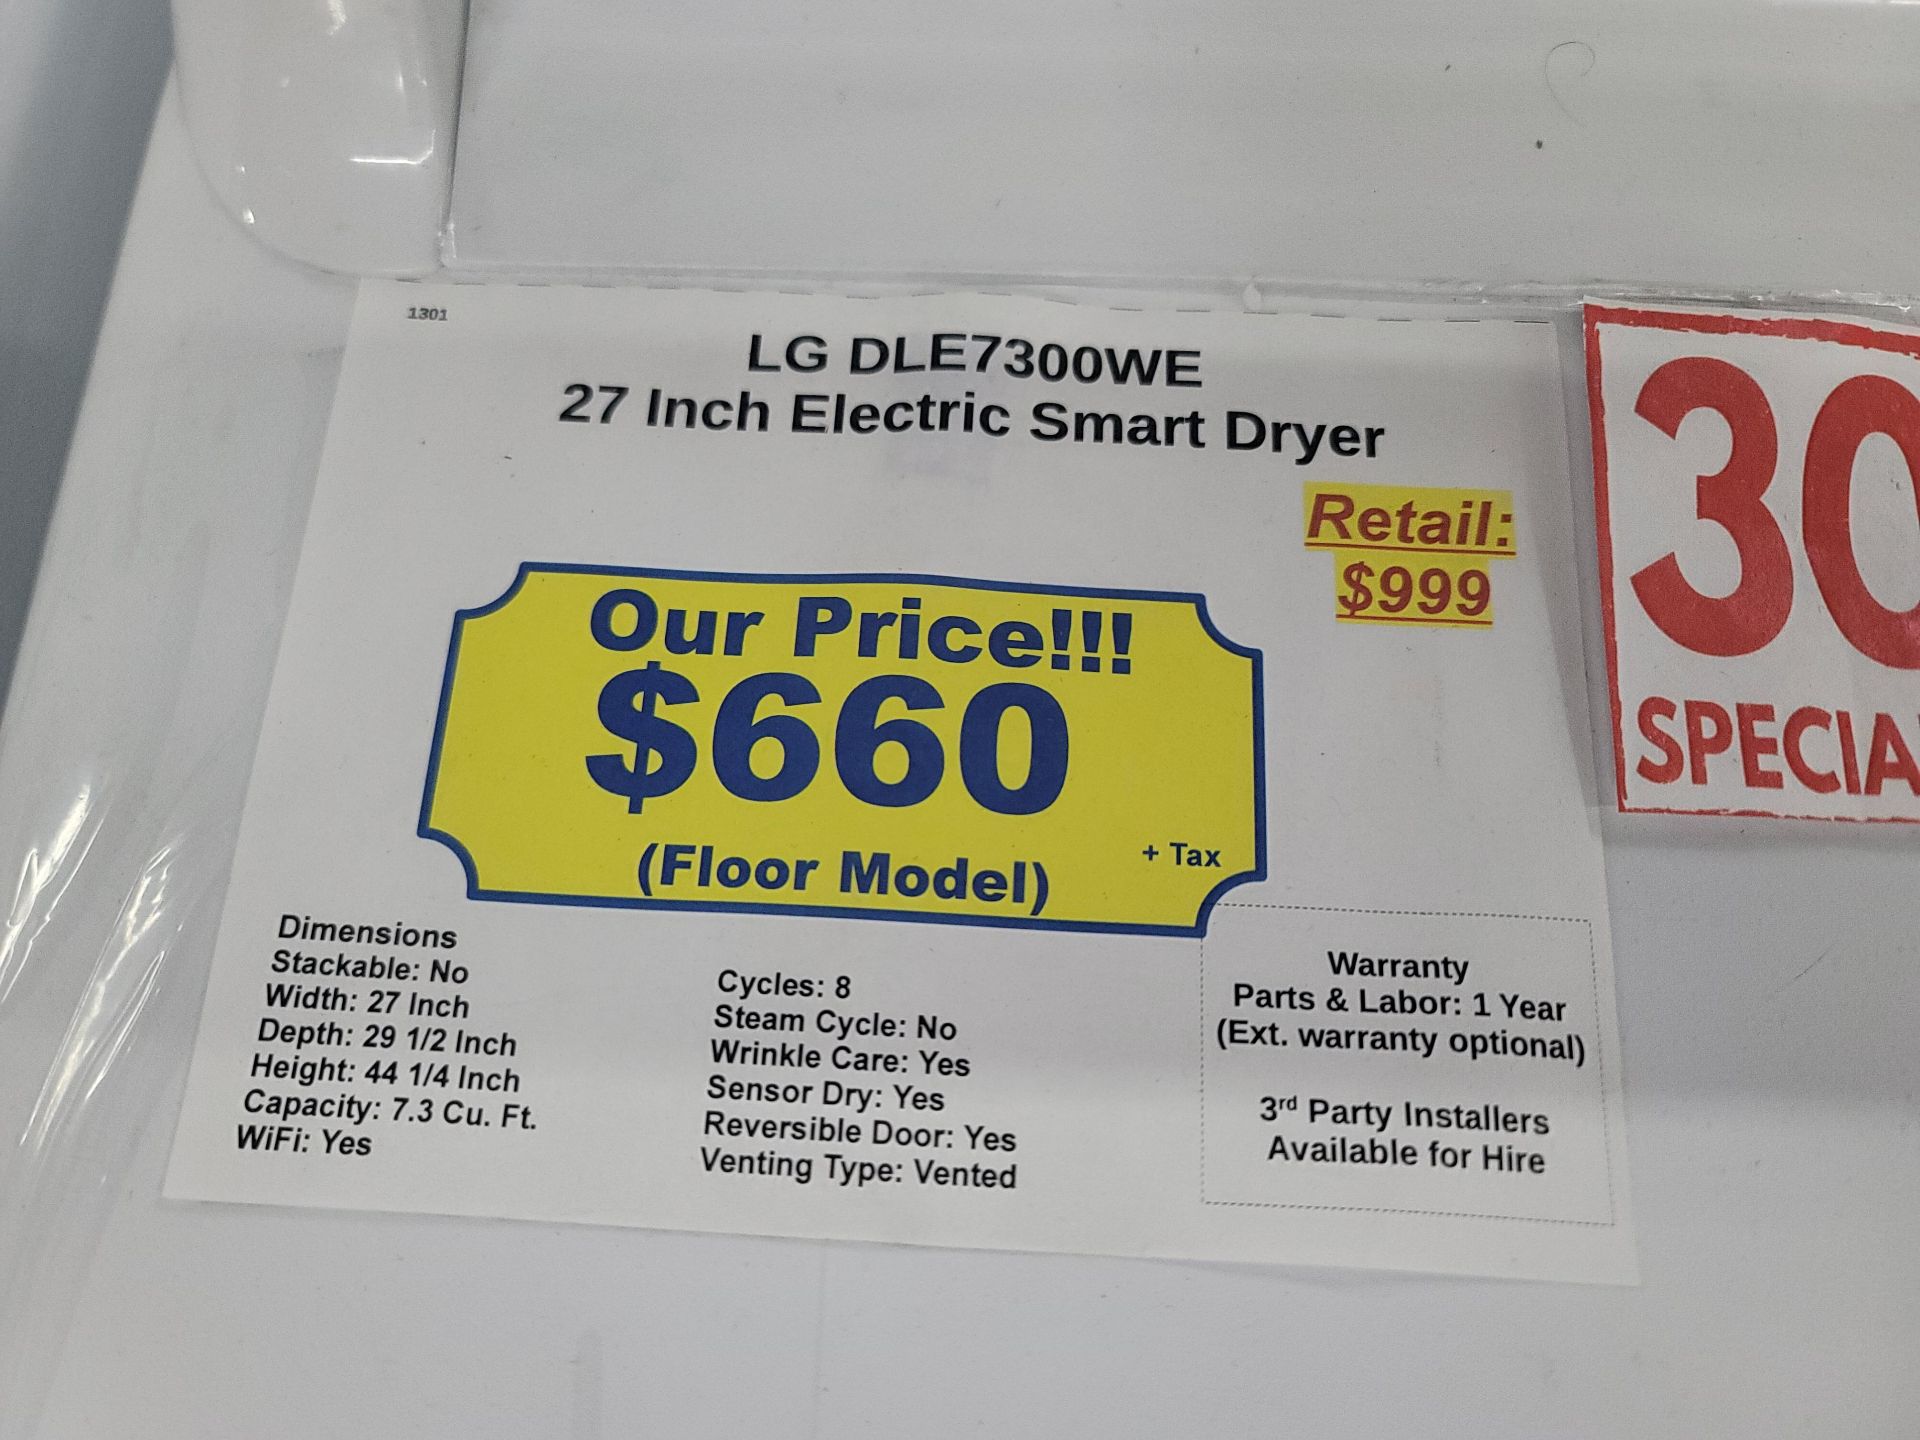 1301
LG DLE7300WE
27 Inch Electric Smart Dryer
Retail:
$999
Our Price!!!
$660
(Floor Model)
+ Tax
Dimensions
Stackable: No
Width: 27 Inch
Depth: 29 1/2 Inch
Height: 44 1/4 Inch
Capacity: 7.3 Cu. Ft.
WiFi: Yes
Cycles: 8
Steam Cycle: No
Wrinkle Care: Yes
Sensor Dry: Yes
Reversible Door: Yes
Venting Type: Vented
Warranty
Parts & Labor: 1 Year
(Ext. warranty optional)
3rd Party Installers
Available for Hire
30